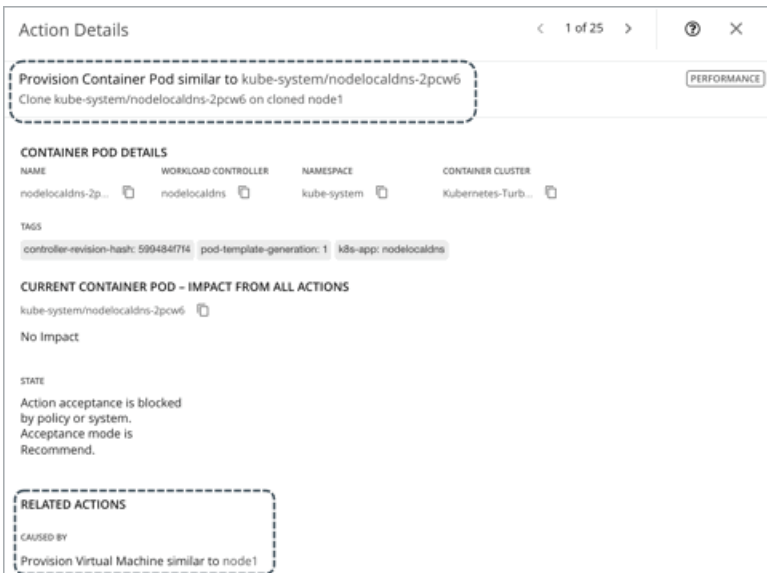 Action Details
1 of 25
Provision Container Pod similar to kube-system/nodelocaldns-2pcw6
PERFORMANCE
Clone kube-system/nodelocaldns-2pcw6 on cloned node1
CONTAINER POD DETAILS
NAME WORKLOAD CONTROLLER NAMESPACE CONTAINER CLUSTER
nodelocaldns-2p... nodelocaldns kube-system Kubernetes-Turb...
TAGS
controller-revision-hash: 599484f7f4 pod-template-generation: 1 k8s-app: nodelocaldns
CURRENT CONTAINER POD – IMPACT FROM ALL ACTIONS
kube-system/nodelocaldns-2pcw6
No Impact
STATE
Action acceptance is blocked
by policy or system.
Acceptance mode is
Recommend.
RELATED ACTIONS
CAUSED BY
Provision Virtual Machine similar to node1